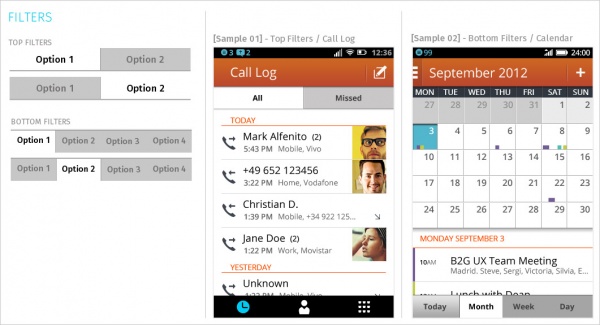 FILTERS
TOP FILTERS
Option 1 Option 2
Option 1 Option 2
BOTTOM FILTERS
Option 1 Option 2 Option 3 Option 4
Option 1 Option 2 Option 3 Option 4
[Sample 01] - Top Filters / Call Log
3 2 12:36
Call Log
All Missed
TODAY
Mark Alfenito (2)
5:43 PM Mobile, Vivo
+49 652 123456
3:22 PM Home, Vodafone
Christian D.
1:39 PM Mobile, +34 922 125...
Jane Doe (2)
1:22 PM Work, Movistar
YESTERDAY
Unknown
Mobile
[Sample 02] - Bottom Filters / Calendar
99 24:00
September 2012 +
MON TUE WED THU FRI SAT SUN
27 28 29 30 31 1 2
3 4 5 6 7 8 9
10 11 12 13 14 15 16
17 18 19 20 21 22 23
24 25 26 27 28 29 30
MONDAY SEPTEMBER 3
10AM B2G UX Team Meeting
Madrid. Steve, Sergi, Victoria, Silvia, E...
Lunch with Dean
Today Month Week Day